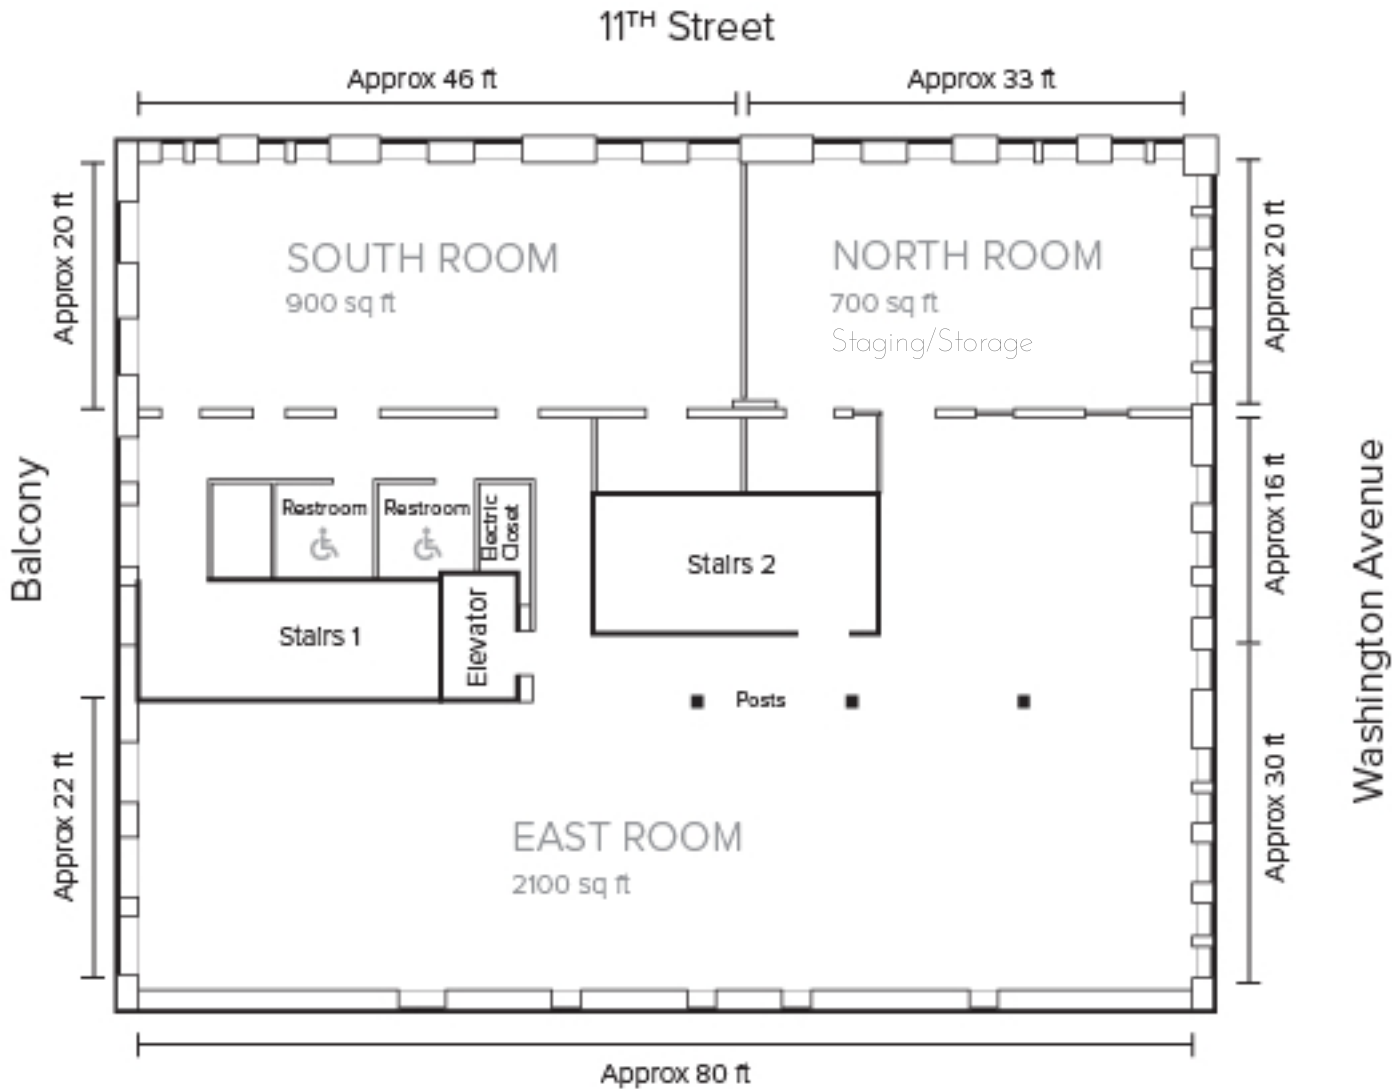 11TH Street
Approx 46 ft
Approx 33 ft
Approx 20 ft
SOUTH ROOM
900 sq ft
NORTH ROOM
700 sq ft
Staging/Storage
Approx 20 ft
Balcony
Restroom
Restroom
Electric
Closet
Stairs 2
Approx 16 ft
Washington Avenue
Stairs 1
Elevator
Posts
Approx 22 ft
EAST ROOM
2100 sq ft
Approx 30 ft
Approx 80 ft